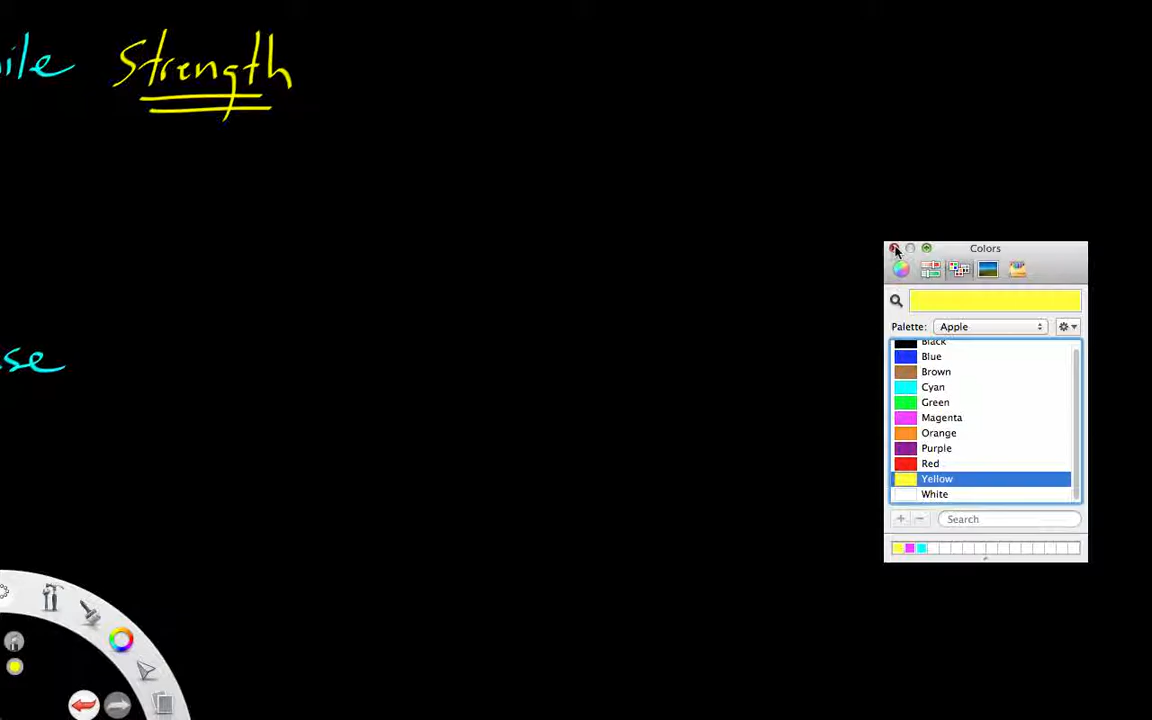 ile Strength
Colors
Palette: Apple
Black
Blue
se
Brown
Cyan
Green
Magenta
Orange
Purple
Red
Yellow
White
Search